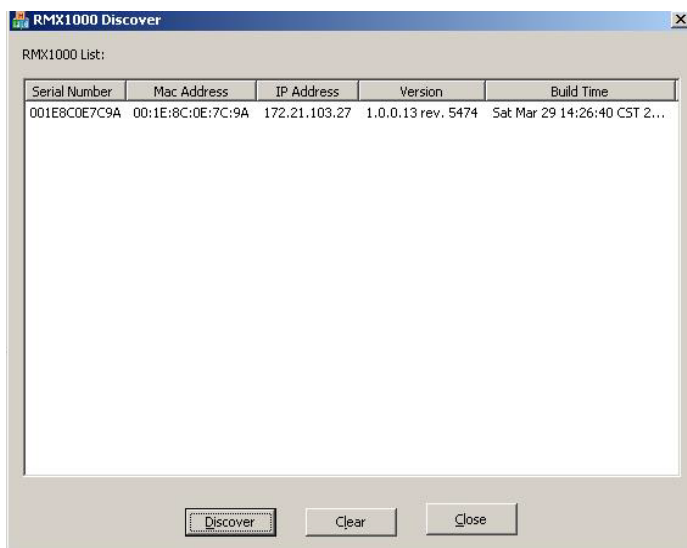 RMX1000 Discover
RMX1000 List:
Serial Number Mac Address IP Address Version Build Time
001E8C0E7C9A 00:1E:8C:0E:7C:9A 172.21.103.27 1.0.0.13 rev. 5474 Sat Mar 29 14:26:40 CST 2...
Discover Clear Close